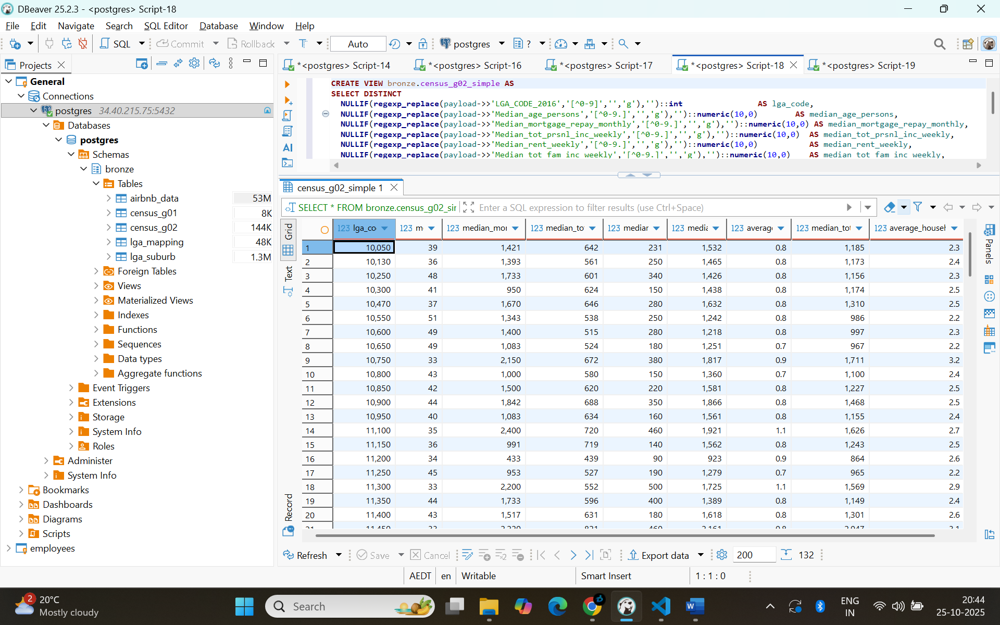 DBeaver 25.2.3 - <postgres> Script-18
File Edit Navigate Search SQL Editor Database Window Help
SQL Commit Rollback Auto postgres ?
Projects
General
Connections
postgres 34.40.215.75:5432
Databases
postgres
Schemas
bronze
Tables
airbnb_data 53M
census_g01 8K
census_g02 144K
lga_mapping 48K
lga_suburb 1.3M
Foreign Tables
Views
Materialized Views
Indexes
Functions
Sequences
Data types
Aggregate functions
Event Triggers
Extensions
Storage
System Info
Roles
Administer
System Info
Bookmarks
Dashboards
Diagrams
Scripts
employees
*<postgres> Script-14 *<postgres> Script-16 *<postgres> Script-17 *<postgres> Script-18 *<postgres> Script-19
CREATE VIEW bronze.census_g02_simple AS
SELECT DISTINCT
NULLIF(regexp_replace(payload->>'LGA_CODE_2016','[^0-9]','','g'),'')::int AS lga_code,
NULLIF(regexp_replace(payload->>'Median_age_persons','[^0-9.]','','g'),'')::numeric(10,0) AS median_age_persons,
NULLIF(regexp_replace(payload->>'Median_mortgage_repay_monthly','[^0-9.]','','g'),'')::numeric(10,0) AS median_mortgage_repay_monthly,
NULLIF(regexp_replace(payload->>'Median_tot_prsnl_inc_weekly','[^0-9.]','','g'),'')::numeric(10,0) AS median_tot_prsnl_inc_weekly,
NULLIF(regexp_replace(payload->>'Median_rent_weekly','[^0-9.]','','g'),'')::numeric(10,0) AS median_rent_weekly,
NULLIF(regexp_replace(payload->>'Median_tot_fam_inc_weekly','[^0-9.]','','g'),'')::numeric(10,0) AS median_tot_fam_inc_weekly,
AI
census_g02_simple 1
SELECT * FROM bronze.census_g02_sir Enter a SQL expression to filter results (use Ctrl+Space)
Grid
Text
Record
Panels
123 lga_co 123 m 123 median_mor 123 median_to 123 mediar 123 media 123 average 123 median_tot 123 average_househ
1 10,050 39 1,421 642 231 1,532 0.8 1,185 2.3
2 10,130 36 1,393 561 250 1,465 0.8 1,173 2.4
3 10,250 48 1,733 601 340 1,426 0.8 1,156 2.3
4 10,300 41 950 624 150 1,438 0.8 1,174 2.5
5 10,470 37 1,670 646 280 1,632 0.8 1,310 2.5
6 10,550 51 1,343 538 250 1,242 0.8 986 2.2
7 10,600 49 1,400 515 280 1,218 0.8 997 2.3
8 10,650 49 1,083 524 180 1,251 0.7 967 2.2
9 10,750 33 2,150 672 380 1,817 0.9 1,711 3.2
10 10,800 43 1,000 580 150 1,360 0.7 1,100 2.4
11 10,850 42 1,500 620 220 1,581 0.8 1,227 2.5
12 10,900 44 1,842 688 350 1,866 0.8 1,468 2.5
13 10,950 40 1,083 634 160 1,561 0.8 1,155 2.4
14 11,100 35 2,400 720 460 1,921 1.1 1,626 2.7
15 11,150 36 991 719 140 1,562 0.8 1,243 2.5
16 11,200 34 433 439 90 923 0.9 864 2.6
17 11,250 45 953 527 190 1,279 0.7 965 2.2
18 11,300 33 2,200 552 500 1,725 1.1 1,569 2.9
19 11,350 44 1,733 596 400 1,389 0.8 1,149 2.4
20 11,400 43 1,517 631 180 1,618 0.8 1,301 2.6
Refresh Save Cancel Export data 200 132
AEDT en Writable Smart Insert 1 : 1 : 0
2 20°C
Mostly cloudy
Search
ENG
IN
20:44
25-10-2025